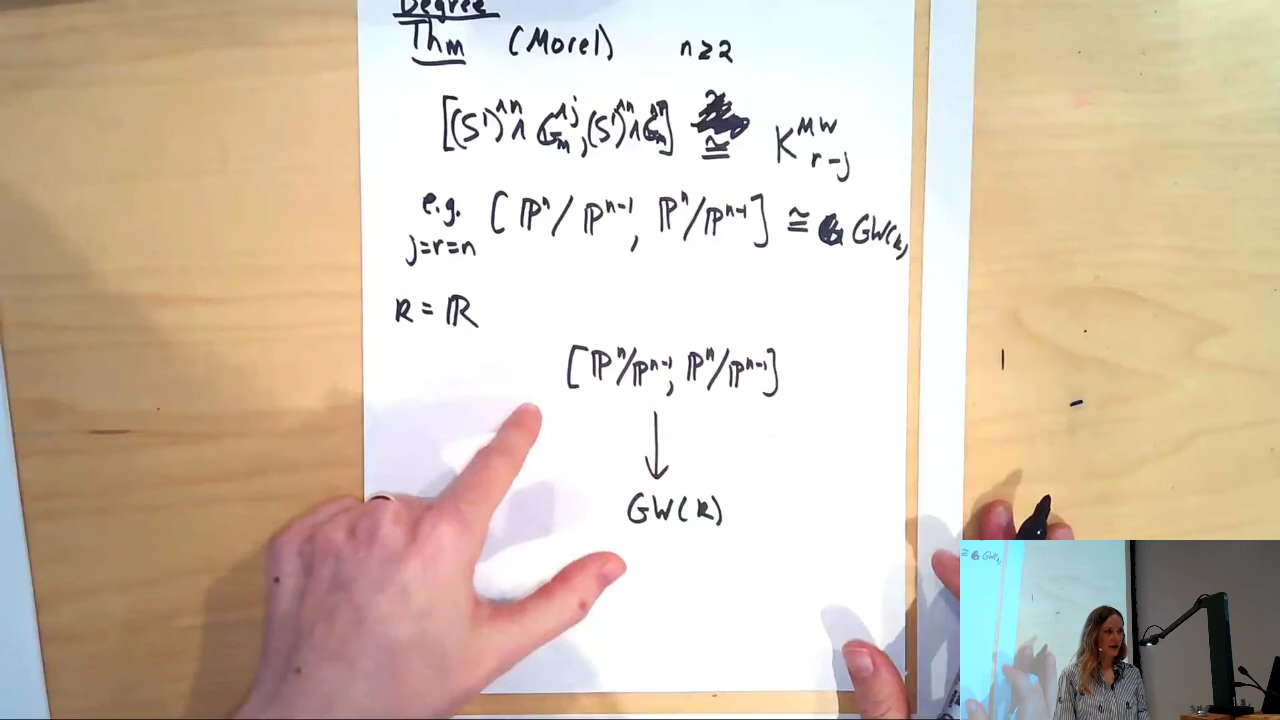 Degree
Thm (Morel) n≥2
[(S¹)^{∧n} ∧ G_m^{∧j}, (S¹)^{∧n} ∧ G_m^{∧r}] ≅ K^{MW}_{r-j}
e.g. [ℙⁿ/ℙⁿ⁻¹, ℙⁿ/ℙⁿ⁻¹] ≅ GW(k)
j=r=n
k = ℝ
[ℙⁿ/ℙⁿ⁻¹, ℙⁿ/ℙⁿ⁻¹]
↓
GW(k)